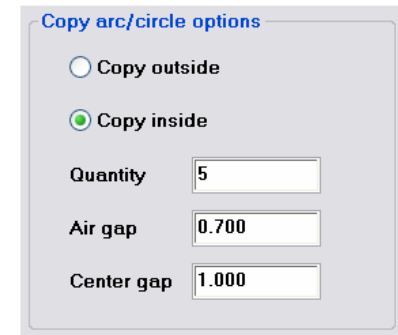 Copy arc/circle options
Copy outside
Copy inside
Quantity 5
Air gap 0.700
Center gap 1.000